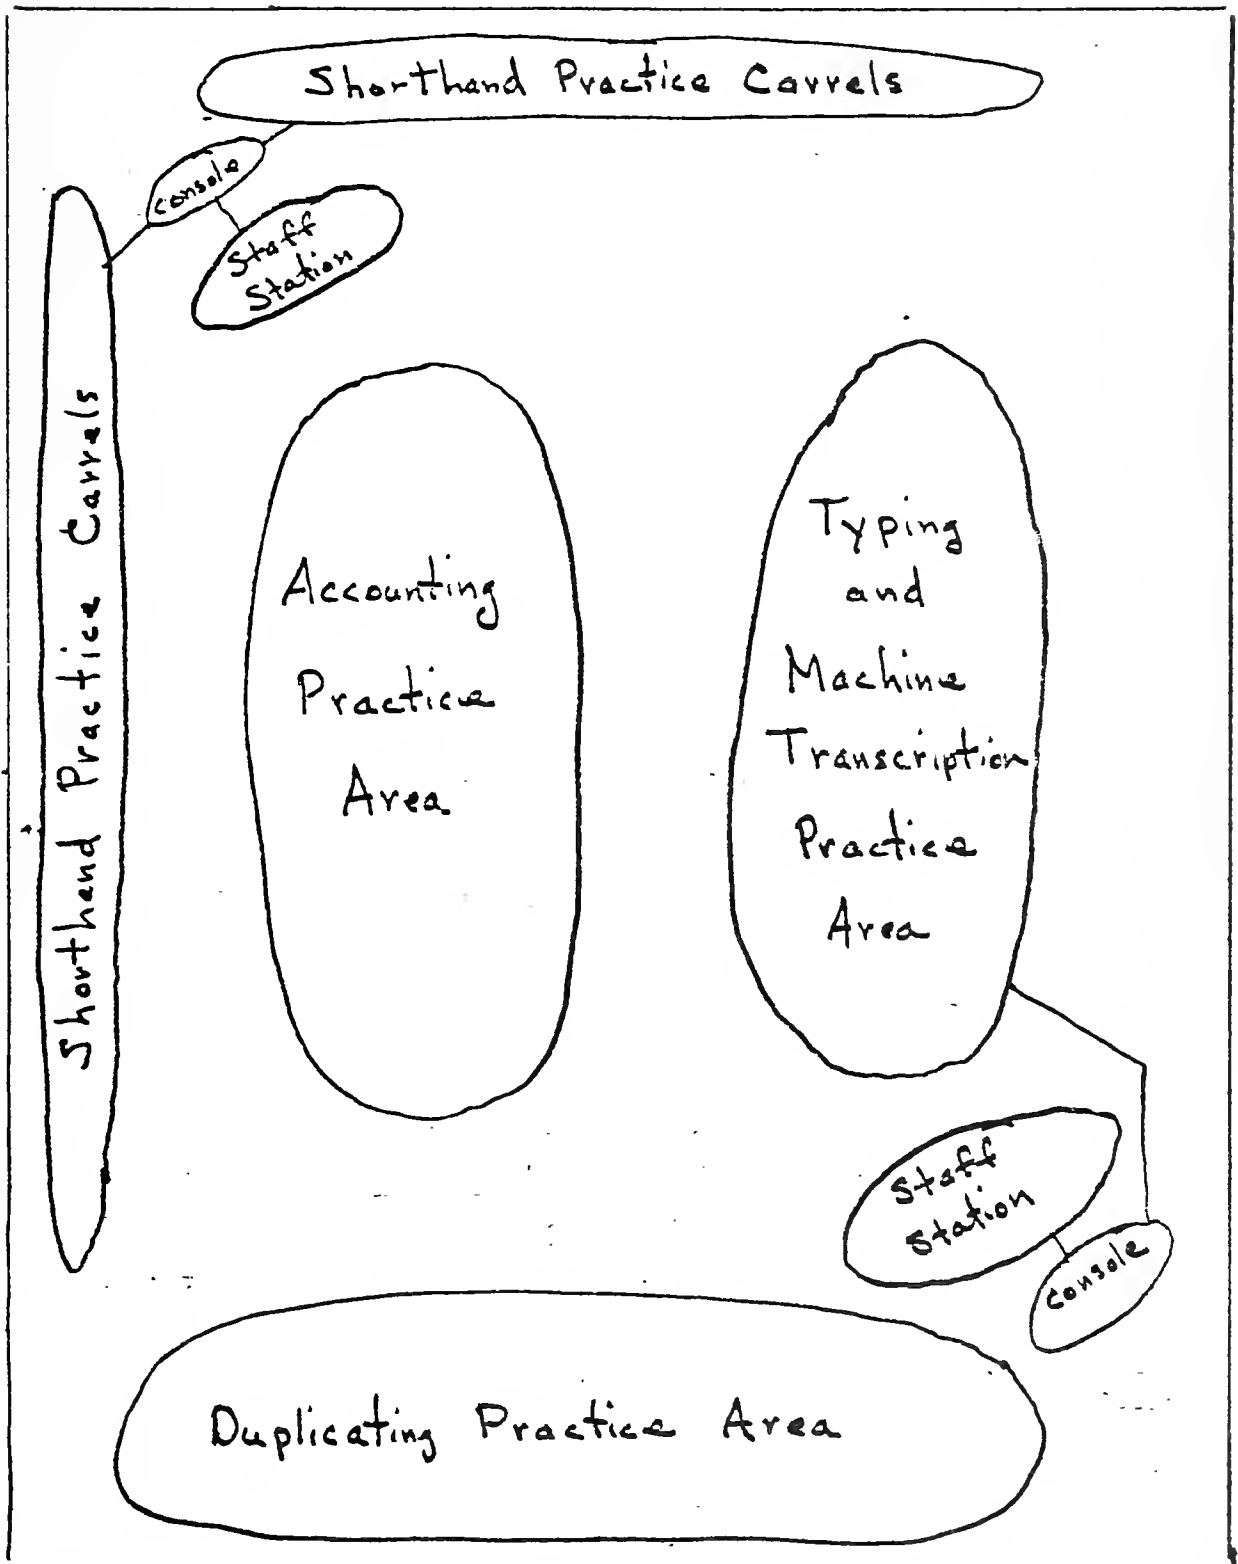 Shorthand Practice Carrels
console
Staff
Station
Shorthand Practice Carrels
Accounting
Practice
Area
Typing
and
Machine
Transcription
Practice
Area
Staff
Station
console
Duplicating Practice Area